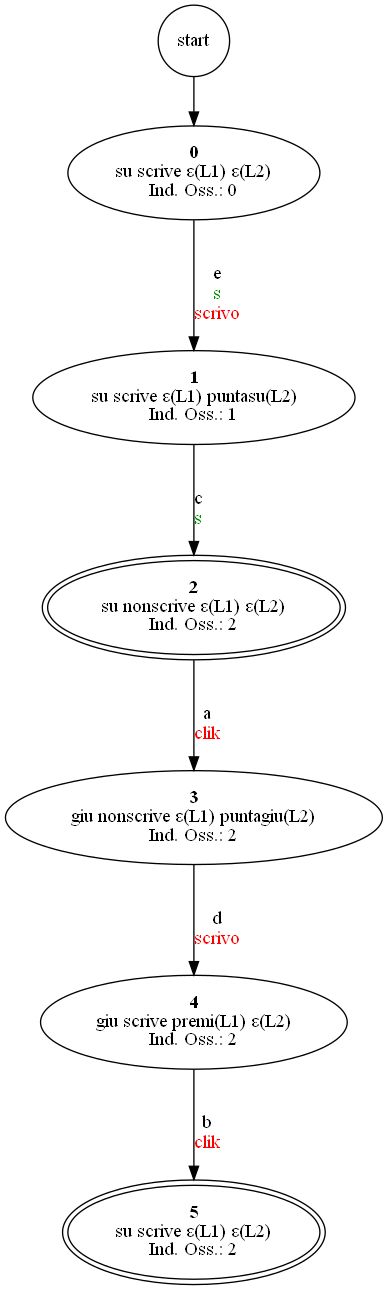 start
0
su scrive ε(L1) ε(L2)
Ind. Oss.: 0
e
s
scrivo
1
su scrive ε(L1) puntasu(L2)
Ind. Oss.: 1
c
s
2
su nonscrive ε(L1) ε(L2)
Ind. Oss.: 2
a
clik
3
giu nonscrive ε(L1) puntagiu(L2)
Ind. Oss.: 2
d
scrivo
4
giu scrive premi(L1) ε(L2)
Ind. Oss.: 2
b
clik
5
su scrive ε(L1) ε(L2)
Ind. Oss.: 2